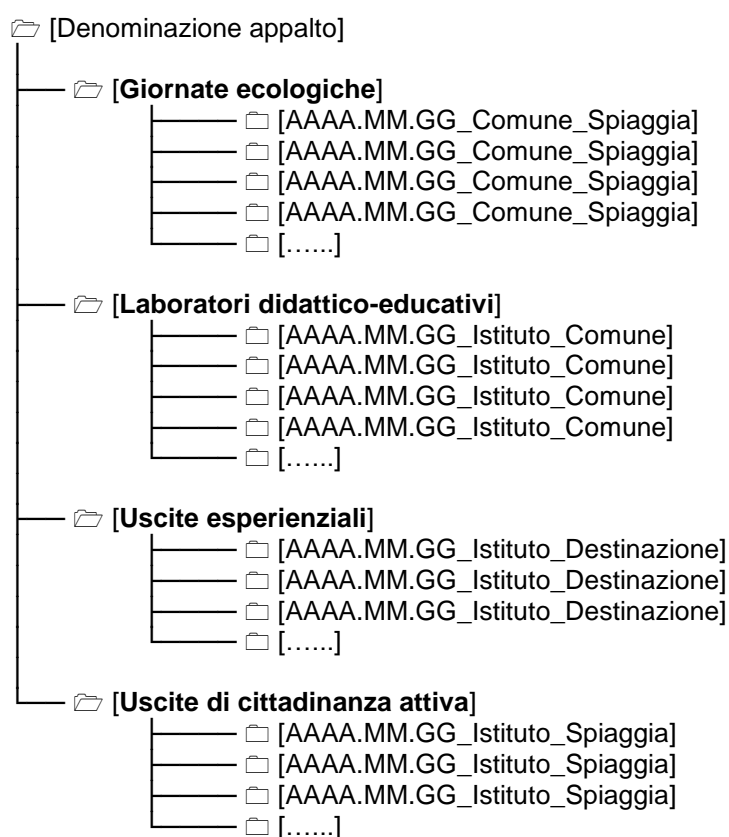 [Denominazione appalto]
[Giornate ecologiche]
[AAAA.MM.GG_Comune_Spiaggia]
[AAAA.MM.GG_Comune_Spiaggia]
[AAAA.MM.GG_Comune_Spiaggia]
[AAAA.MM.GG_Comune_Spiaggia]
[…...]
[Laboratori didattico-educativi]
[AAAA.MM.GG_Istituto_Comune]
[AAAA.MM.GG_Istituto_Comune]
[AAAA.MM.GG_Istituto_Comune]
[AAAA.MM.GG_Istituto_Comune]
[…...]
[Uscite esperienziali]
[AAAA.MM.GG_Istituto_Destinazione]
[AAAA.MM.GG_Istituto_Destinazione]
[AAAA.MM.GG_Istituto_Destinazione]
[…...]
[Uscite di cittadinanza attiva]
[AAAA.MM.GG_Istituto_Spiaggia]
[AAAA.MM.GG_Istituto_Spiaggia]
[AAAA.MM.GG_Istituto_Spiaggia]
[…...]